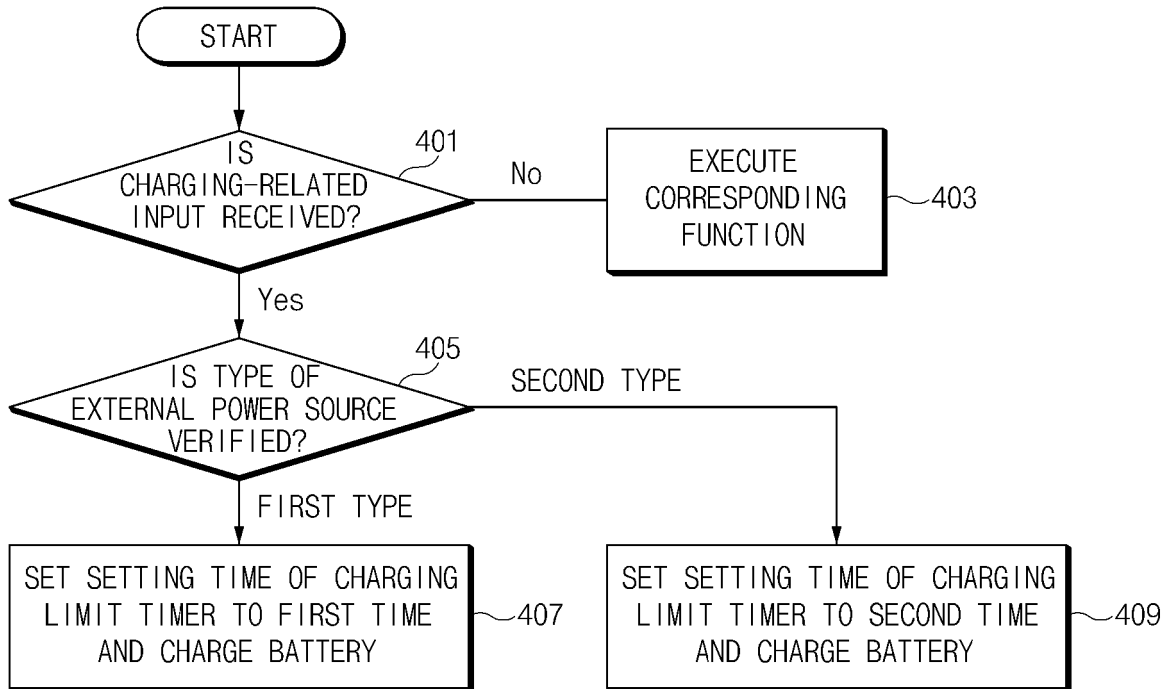 START
IS
CHARGING-RELATED
INPUT RECEIVED?
401
No
EXECUTE
CORRESPONDING
FUNCTION
403
Yes
IS TYPE OF
EXTERNAL POWER SOURCE
VERIFIED?
405
SECOND TYPE
FIRST TYPE
SET SETTING TIME OF CHARGING
LIMIT TIMER TO FIRST TIME
AND CHARGE BATTERY
407
SET SETTING TIME OF CHARGING
LIMIT TIMER TO SECOND TIME
AND CHARGE BATTERY
409